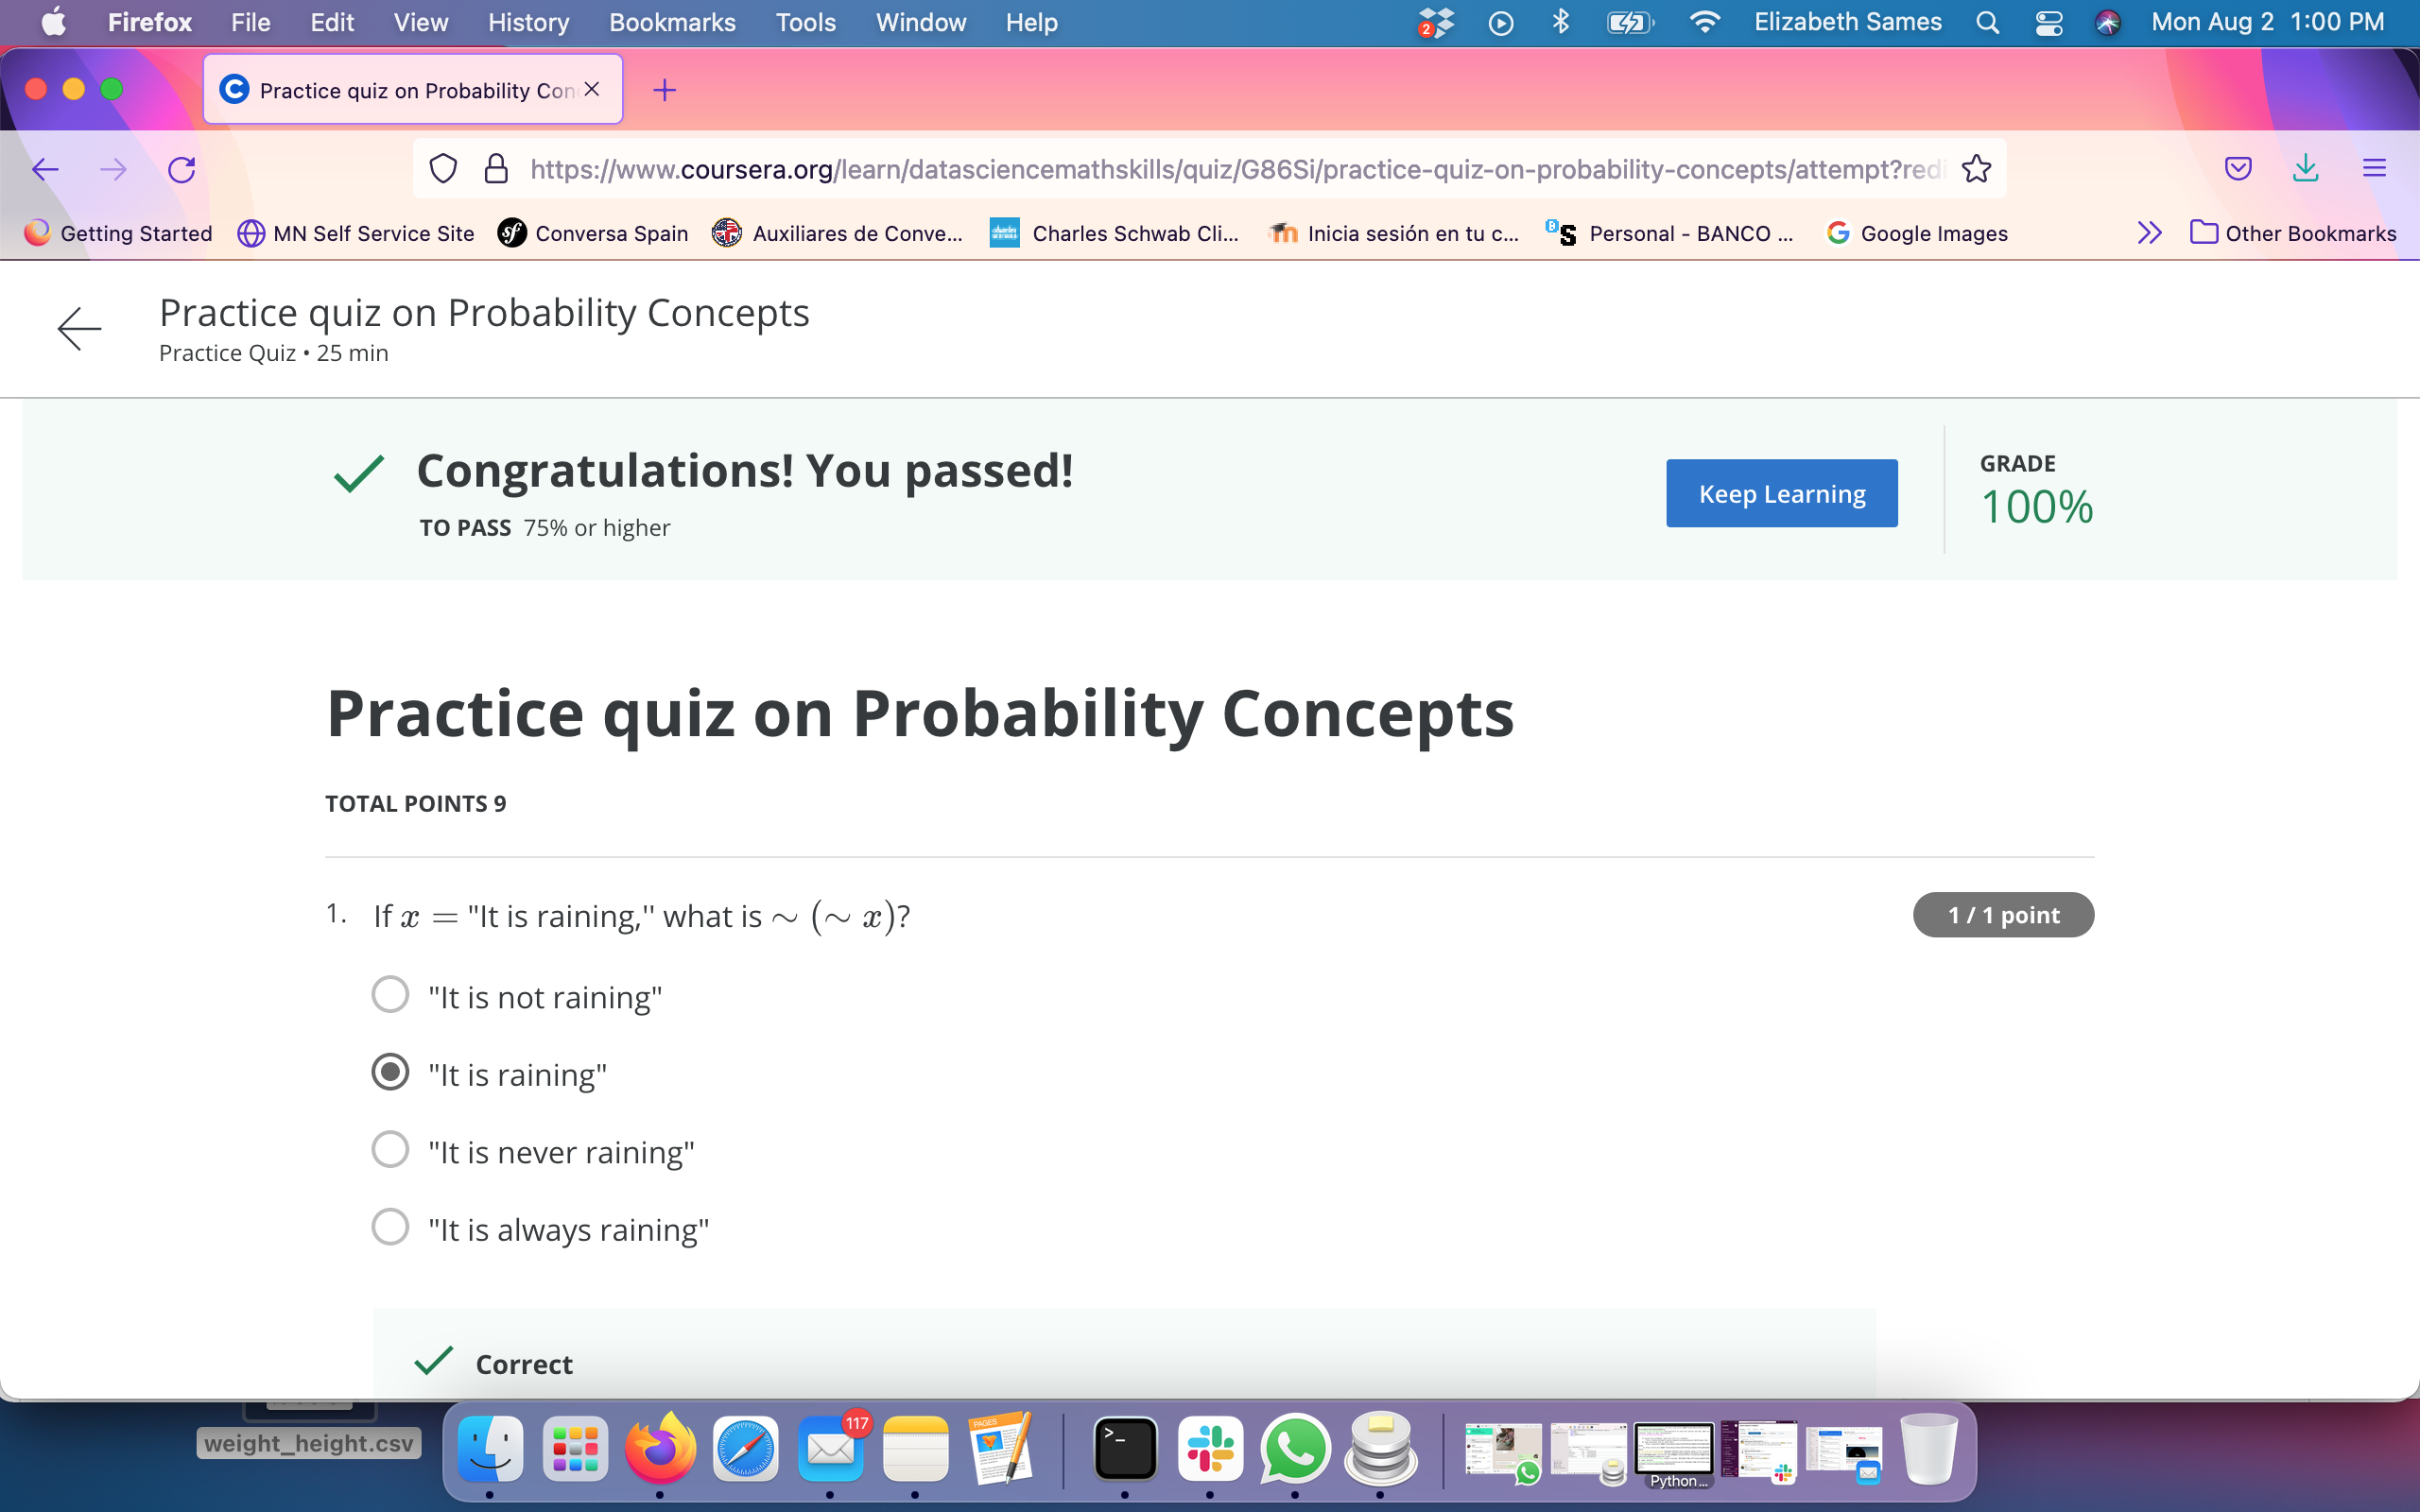 Firefox File Edit View History Bookmarks Tools Window Help 2 Elizabeth Sames Mon Aug 2 1:00 PM
Practice quiz on Probability Con
https://www.coursera.org/learn/datasciencemathskills/quiz/G86Si/practice-quiz-on-probability-concepts/attempt?redi
Getting Started MN Self Service Site Conversa Spain Auxiliares de Conve... Charles Schwab Cli... Inicia sesión en tu c... Personal - BANCO ... Google Images Other Bookmarks
Practice quiz on Probability Concepts
Practice Quiz • 25 min
Congratulations! You passed!
TO PASS 75% or higher
Keep Learning
GRADE
100%
Practice quiz on Probability Concepts
TOTAL POINTS 9
1. If x = "It is raining," what is ∼ (∼ x)?
1 / 1 point
"It is not raining"
"It is raining"
"It is never raining"
"It is always raining"
Correct
weight_height.csv
117
PAGES
>_
Python...